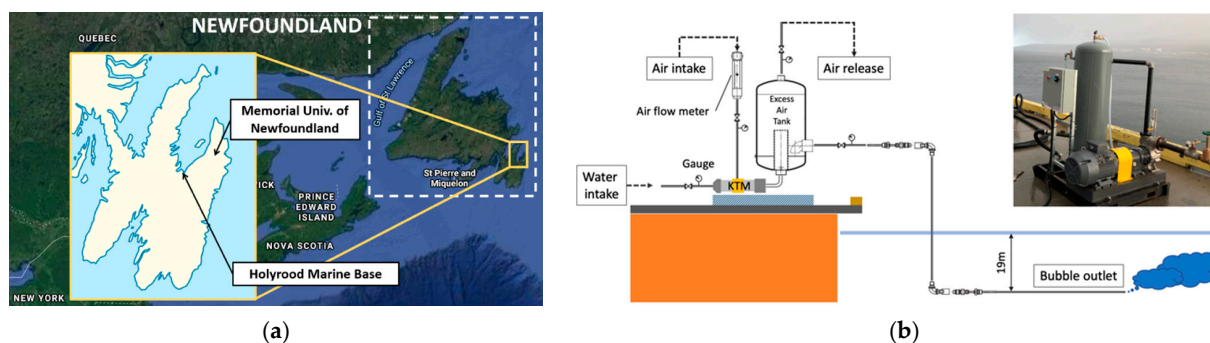 NEWFOUNDLAND
QUEBEC
Gulf of St Lawrence
Memorial Univ. of
Newfoundland
St Pierre and
Miquelon
ICK
PRINCE
EDWARD
ISLAND
NOVA SCOTIA
Holyrood Marine Base
NEW YORK
(a)
Air intake
Air release
Air flow meter
Excess
Air
Tank
Gauge
Water
intake
KTM
19m
Bubble outlet
(b)